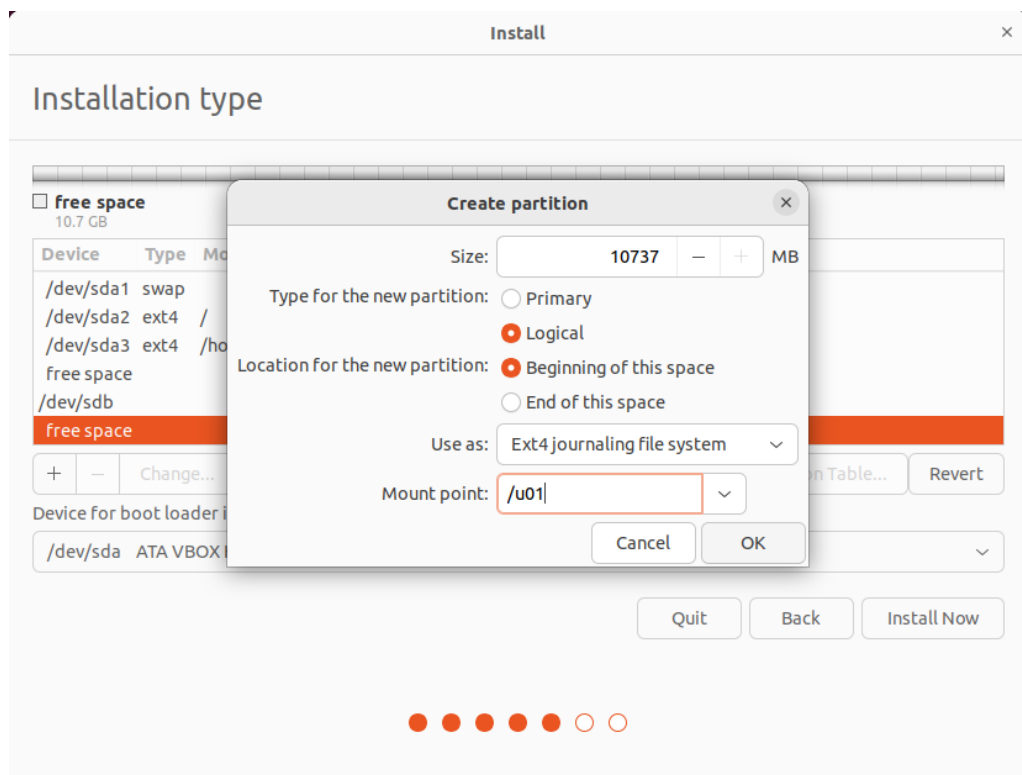 Install
Installation type
free space
10.7 GB
Create partition
Size: 10737 MB
Type for the new partition: Primary
Logical
Location for the new partition: Beginning of this space
End of this space
Use as: Ext4 journaling file system
Mount point: /u01
Cancel OK
Device Type
/dev/sda1 swap
/dev/sda2 ext4 /
/dev/sda3 ext4
free space
/dev/sdb
free space
+ − Change... Table... Revert
Device for boot loader
/dev/sda ATA VBOX
Quit Back Install Now